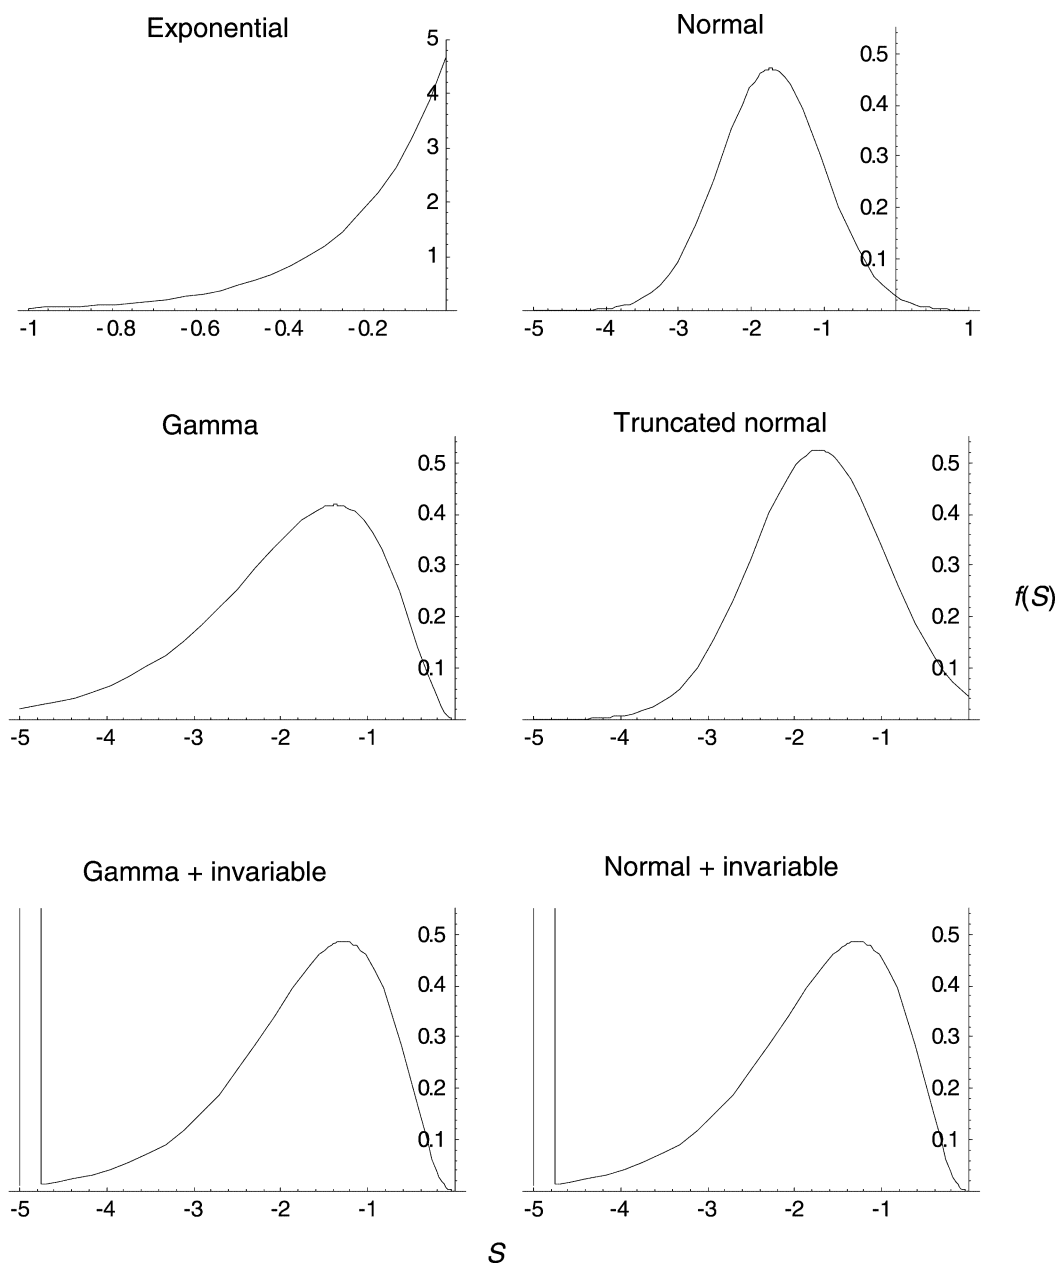 Exponential
5
4
3
2
1
-1 -0.8 -0.6 -0.4 -0.2
Normal
0.5
0.4
0.3
0.2
0.1
-5 -4 -3 -2 -1 1
Gamma
0.5
0.4
0.3
0.2
0.1
-5 -4 -3 -2 -1
Truncated normal
0.5
0.4
0.3
0.2
0.1
-5 -4 -3 -2 -1
f(S)
Gamma + invariable
0.5
0.4
0.3
0.2
0.1
-5 -4 -3 -2 -1
Normal + invariable
0.5
0.4
0.3
0.2
0.1
-5 -4 -3 -2 -1
S